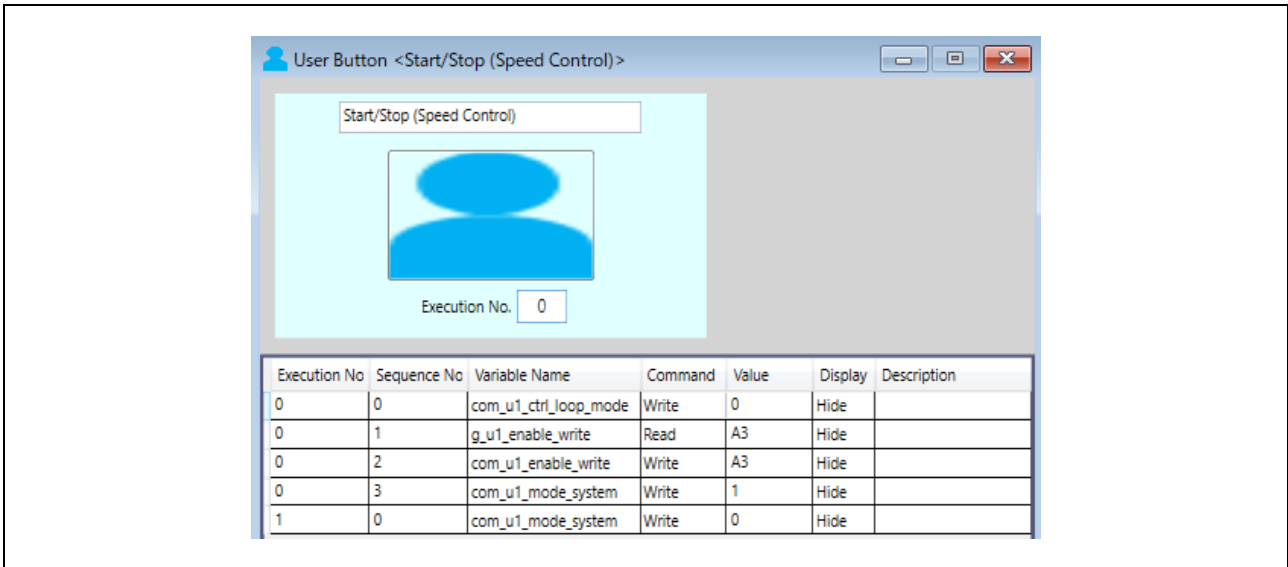 User Button <Start/Stop (Speed Control)>
Start/Stop (Speed Control)
Execution No. 0
Execution No Sequence No Variable Name Command Value Display Description
0 0 com_u1_ctrl_loop_mode Write 0 Hide
0 1 g_u1_enable_write Read A3 Hide
0 2 com_u1_enable_write Write A3 Hide
0 3 com_u1_mode_system Write 1 Hide
1 0 com_u1_mode_system Write 0 Hide